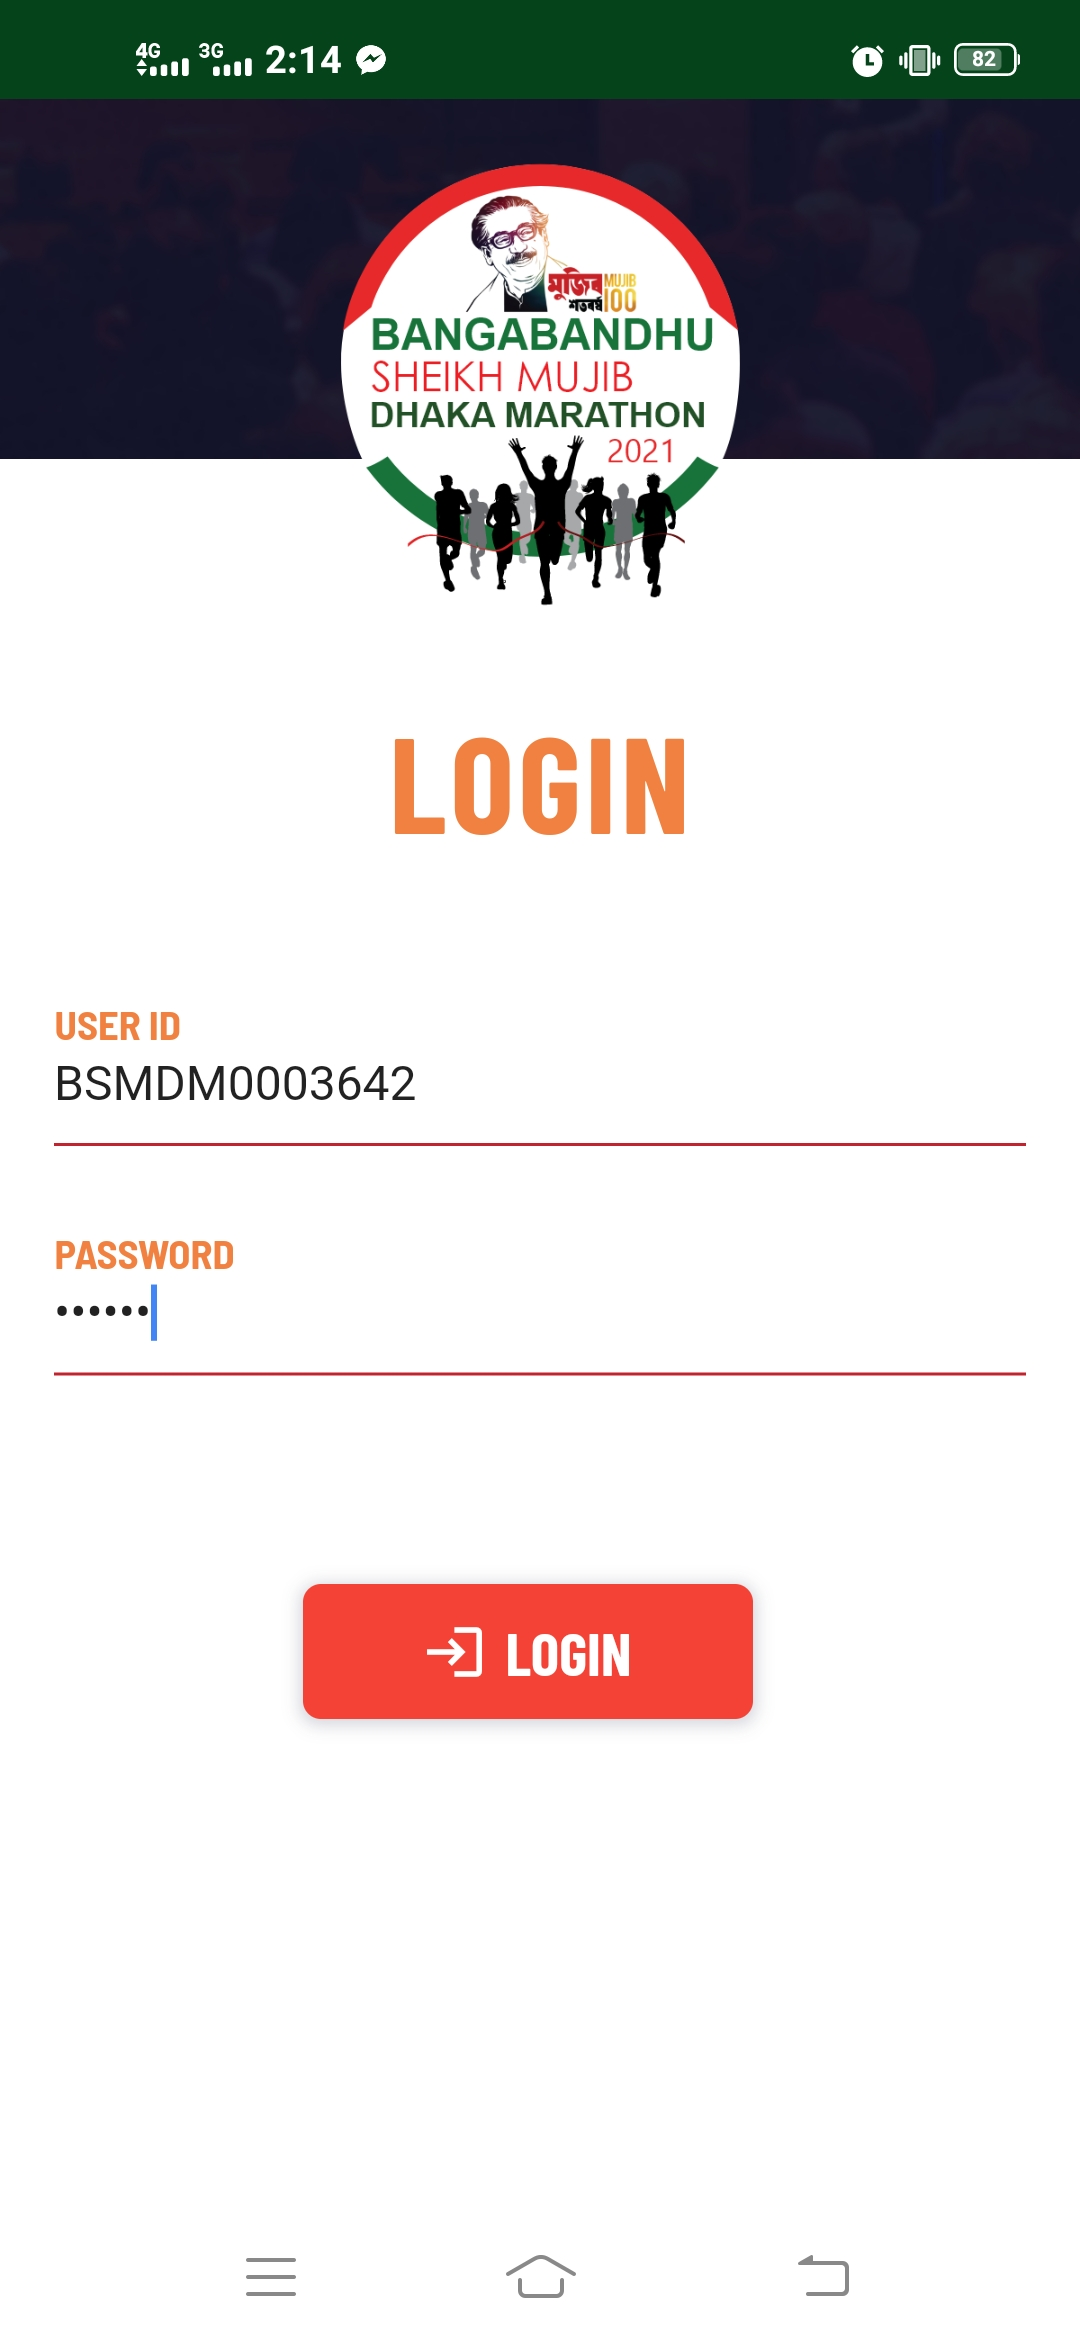 4G 3G 2:14 82
মুজিব MUJIB
শতবর্ষ 100
BANGABANDHU
SHEIKH MUJIB
DHAKA MARATHON
2021
LOGIN
USER ID
BSMDM0003642
PASSWORD
••••••
LOGIN